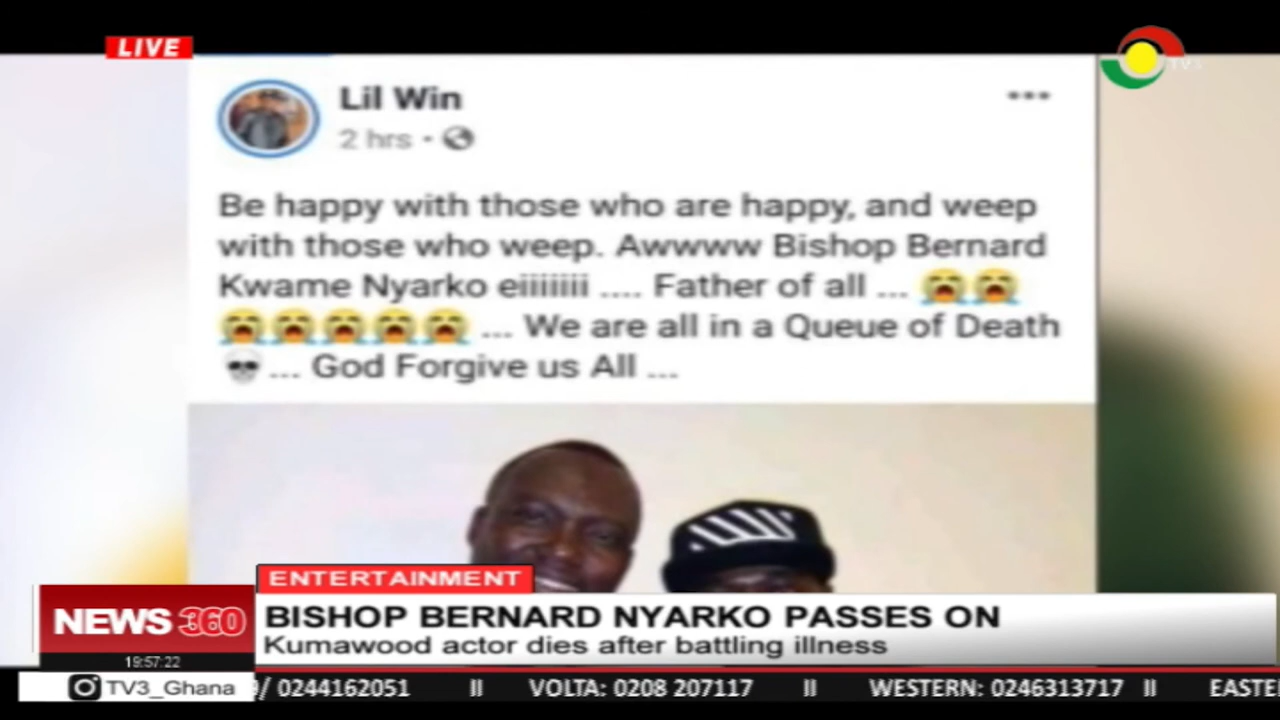 LIVE
TV3
Lil Win
2 hrs •
Be happy with those who are happy, and weep
with those who weep. Awwww Bishop Bernard
Kwame Nyarko eiiiiiii .... Father of all ... 😭😭
😭😭😭😭😭 ... We are all in a Queue of Death
💀... God Forgive us All ...
ENTERTAINMENT
NEWS 360
BISHOP BERNARD NYARKO PASSES ON
Kumawood actor dies after battling illness
19:57:22
TV3_Ghana
/ 0244162051 II VOLTA: 0208 207117 II WESTERN: 0246313717 II EASTE